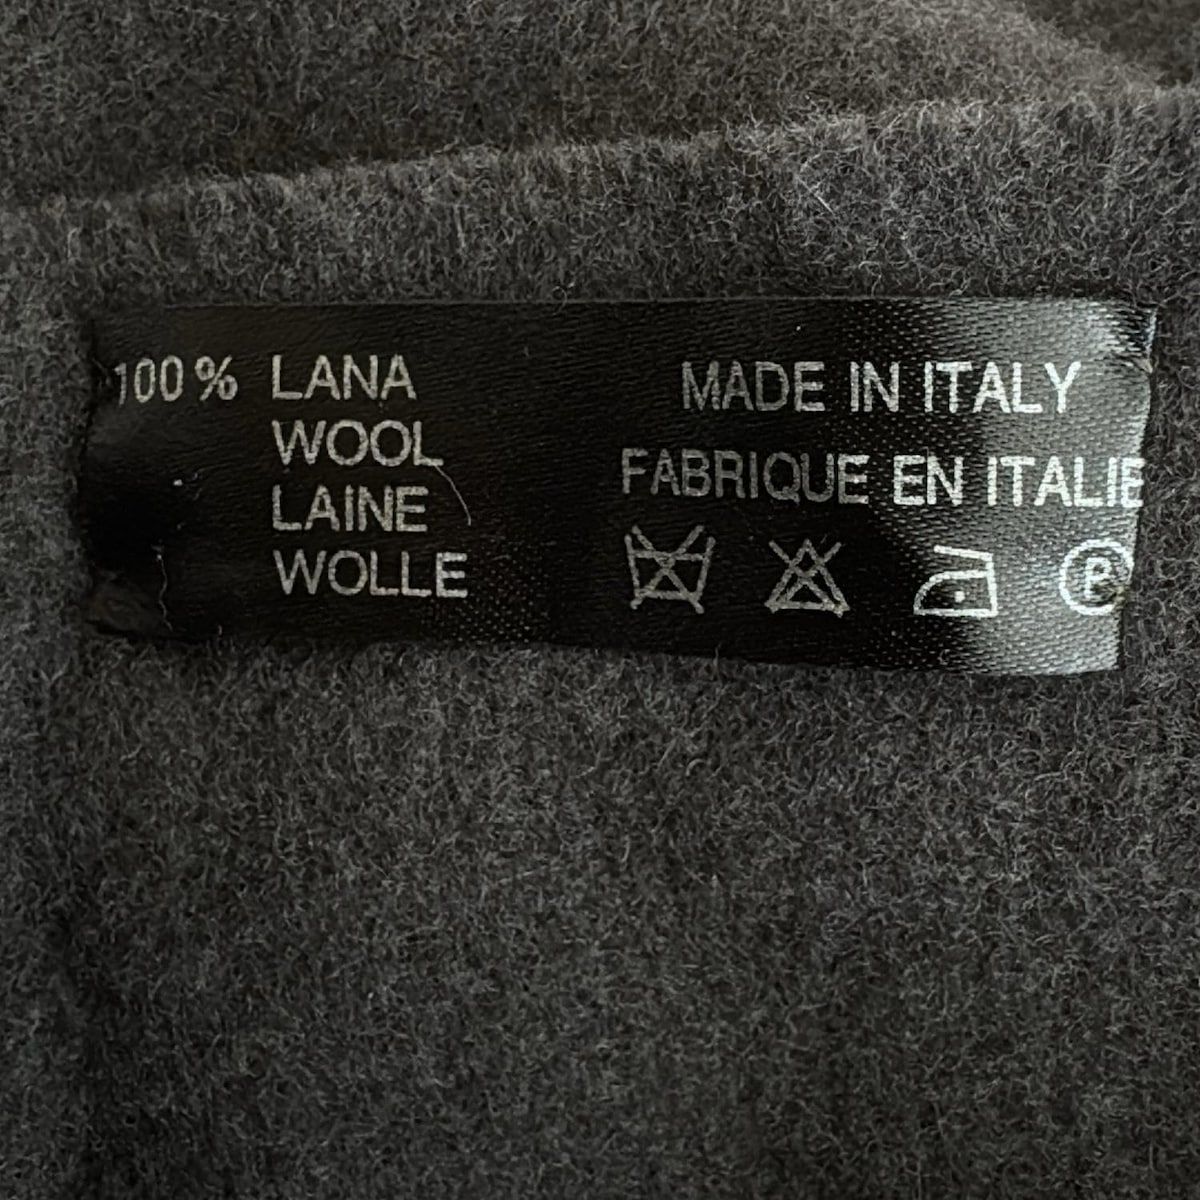 100% LANA
WOOL
LAINE
WOLLE
MADE IN ITALY
FABRIQUE EN ITALIE
P